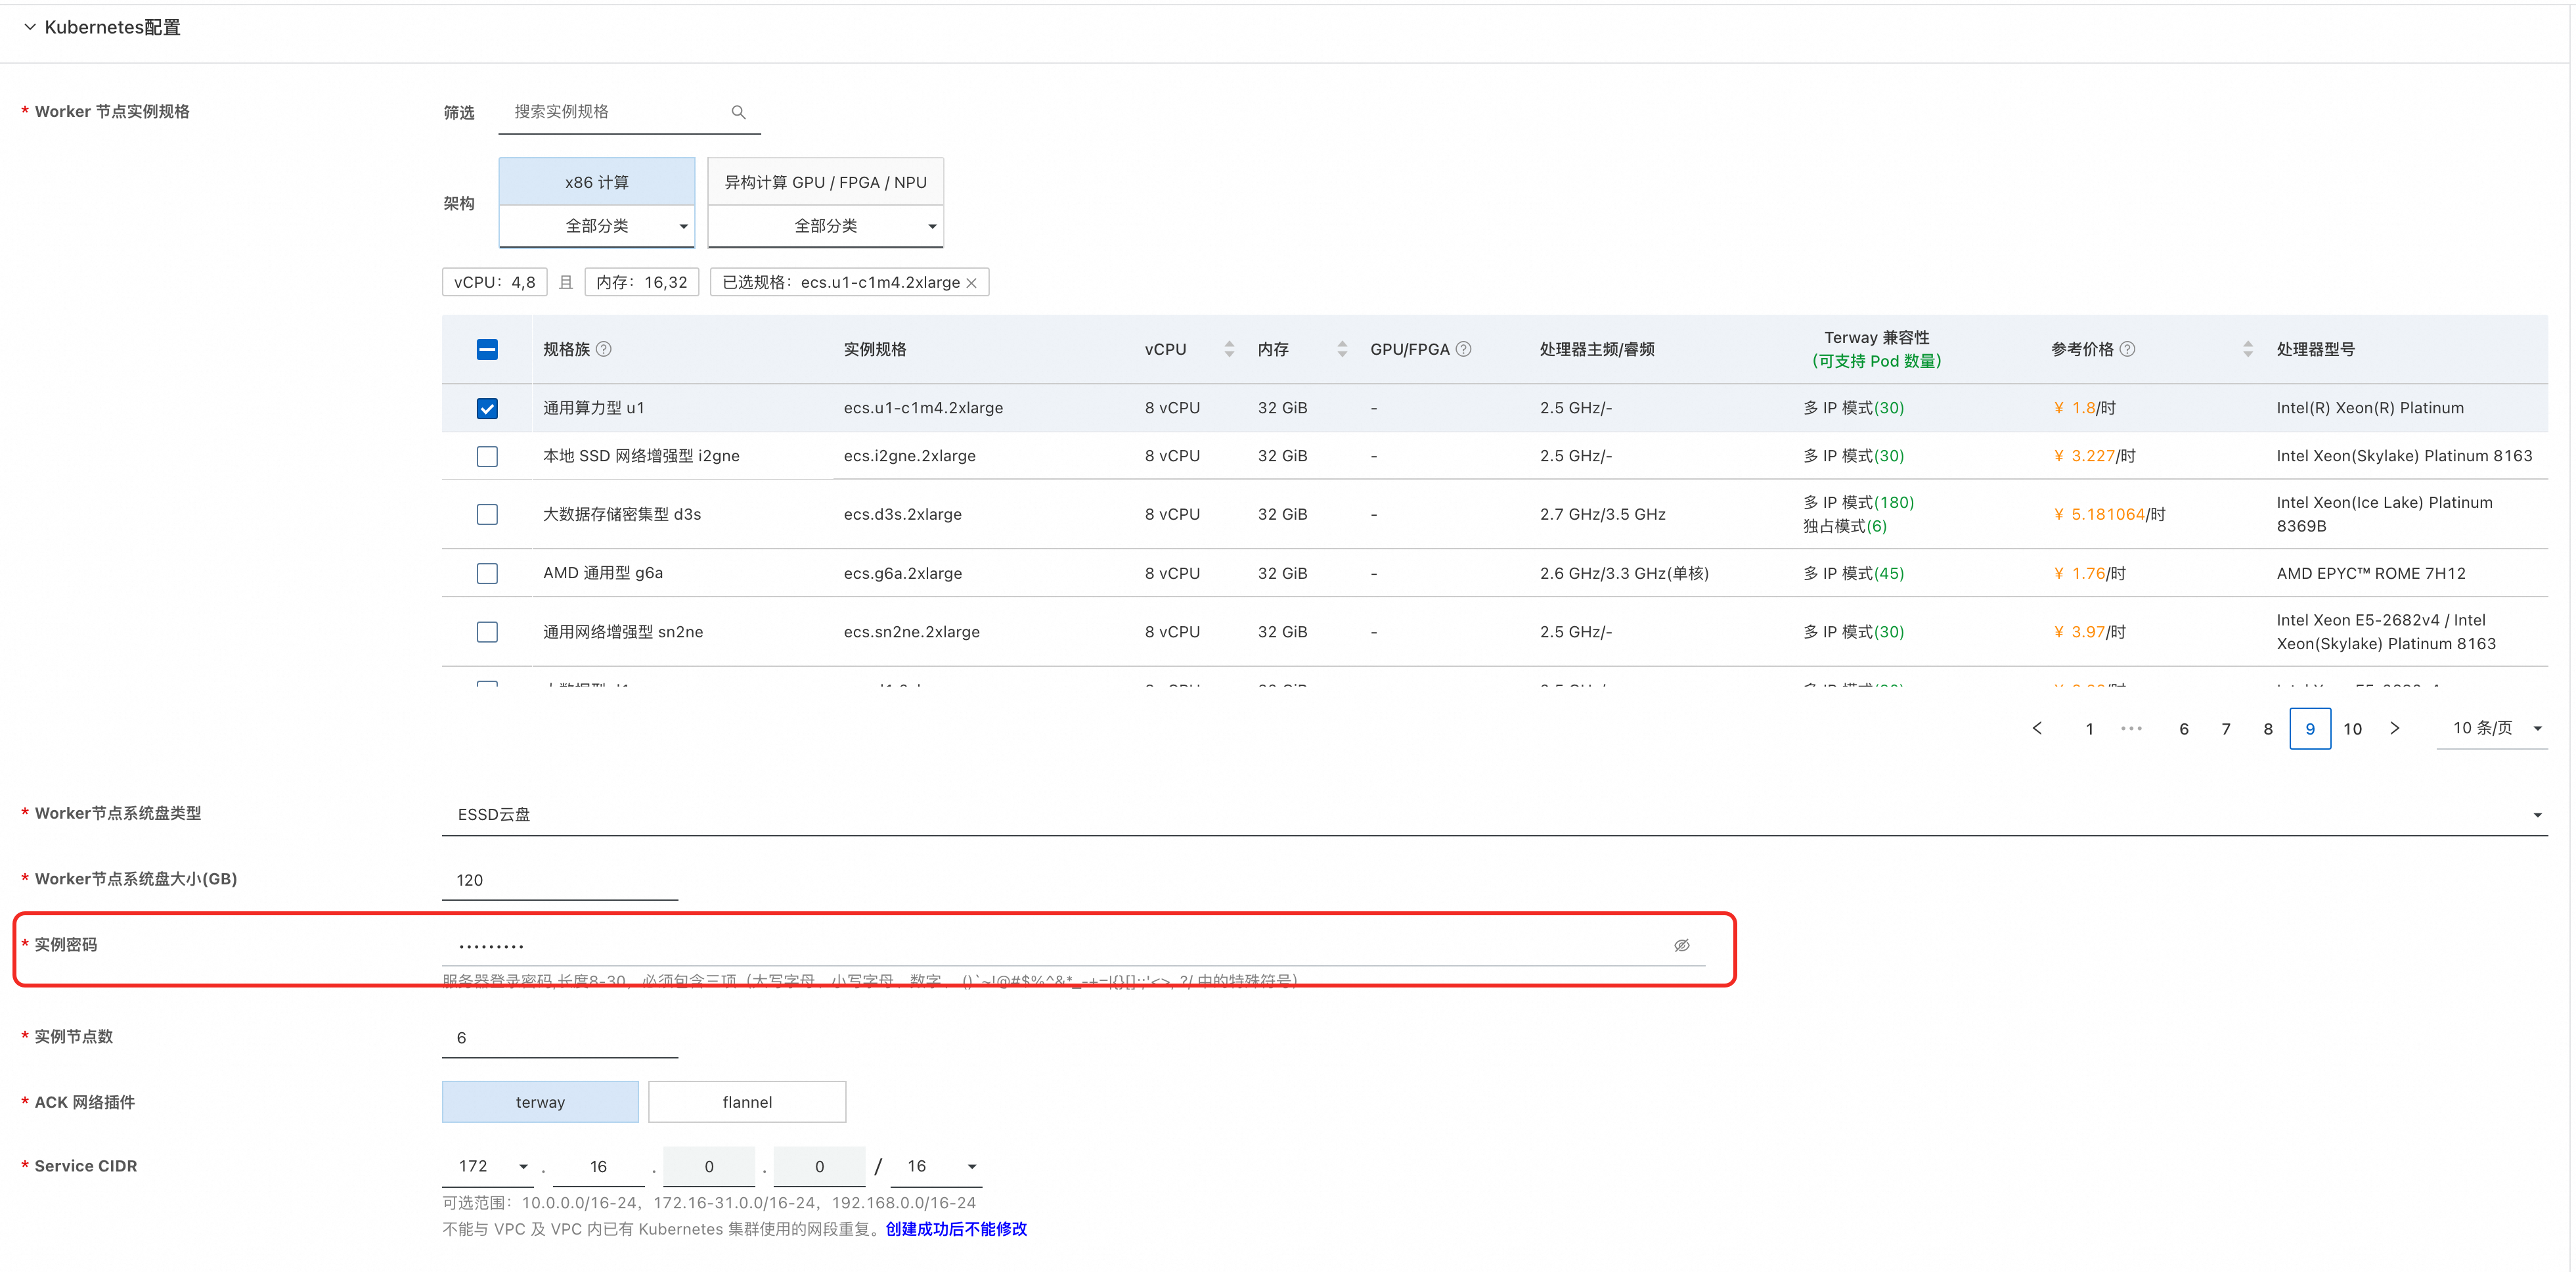 Kubernetes配置
* Worker 节点实例规格
筛选 搜索实例规格
架构
x86 计算 异构计算 GPU / FPGA / NPU
全部分类 全部分类
vCPU：4,8 且 内存：16,32 已选规格：ecs.u1-c1m4.2xlarge
规格族 实例规格 vCPU 内存 GPU/FPGA 处理器主频/睿频 Terway 兼容性 (可支持 Pod 数量) 参考价格 处理器型号
通用算力型 u1 ecs.u1-c1m4.2xlarge 8 vCPU 32 GiB - 2.5 GHz/- 多 IP 模式(30) ¥ 1.8/时 Intel(R) Xeon(R) Platinum
本地 SSD 网络增强型 i2gne ecs.i2gne.2xlarge 8 vCPU 32 GiB - 2.5 GHz/- 多 IP 模式(30) ¥ 3.227/时 Intel Xeon(Skylake) Platinum 8163
大数据存储密集型 d3s ecs.d3s.2xlarge 8 vCPU 32 GiB - 2.7 GHz/3.5 GHz 多 IP 模式(180) 独占模式(6) ¥ 5.181064/时 Intel Xeon(Ice Lake) Platinum 8369B
AMD 通用型 g6a ecs.g6a.2xlarge 8 vCPU 32 GiB - 2.6 GHz/3.3 GHz(单核) 多 IP 模式(45) ¥ 1.76/时 AMD EPYC™ ROME 7H12
通用网络增强型 sn2ne ecs.sn2ne.2xlarge 8 vCPU 32 GiB - 2.5 GHz/- 多 IP 模式(30) ¥ 3.97/时 Intel Xeon E5-2682v4 / Intel Xeon(Skylake) Platinum 8163
1 ••• 6 7 8 9 10 10 条/页
* Worker节点系统盘类型 ESSD云盘
* Worker节点系统盘大小(GB) 120
* 实例密码 •••••••••
服务器登录密码,长度8-30，必须包含三项（大写字母、小写字母、数字、 ()`~!@#$%^&*_-+=|{}[]:;'<>,.?/ 中的特殊符号）
* 实例节点数 6
* ACK 网络插件 terway flannel
* Service CIDR 172 . 16 . 0 . 0 / 16
可选范围：10.0.0.0/16-24，172.16-31.0.0/16-24，192.168.0.0/16-24
不能与 VPC 及 VPC 内已有 Kubernetes 集群使用的网段重复。创建成功后不能修改